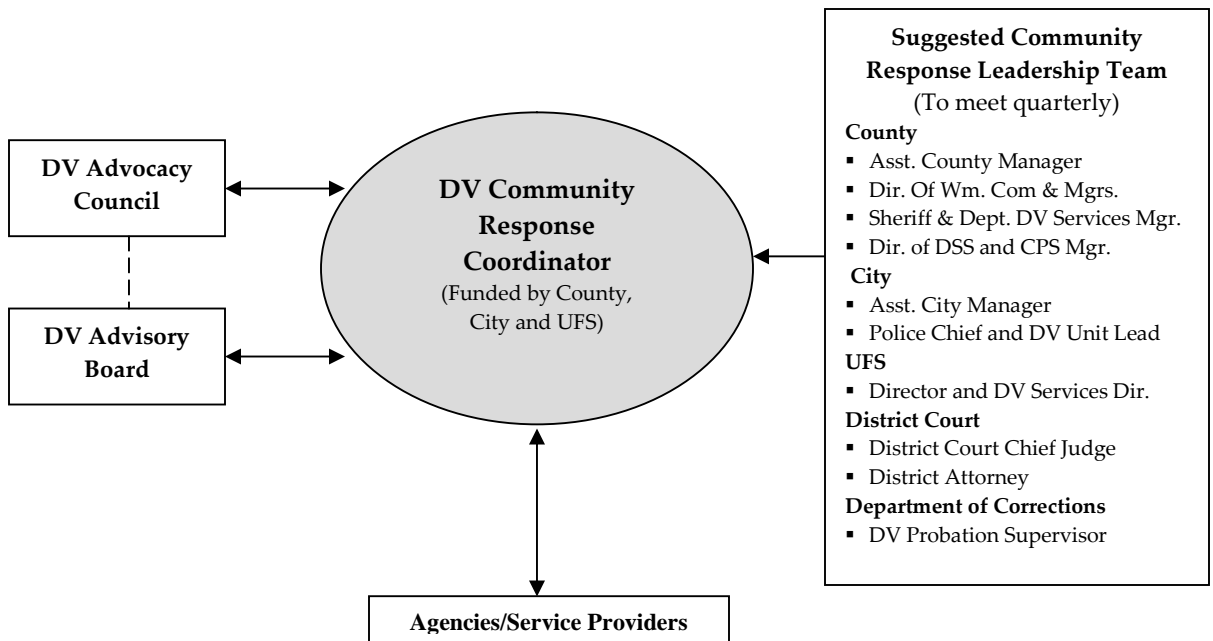 DV Advocacy
Council
DV Advisory
Board
DV Community
Response
Coordinator
(Funded by County,
City and UFS)
Agencies/Service Providers
Suggested Community
Response Leadership Team
(To meet quarterly)
County
▪ Asst. County Manager
▪ Dir. Of Wm. Com & Mgrs.
▪ Sheriff & Dept. DV Services Mgr.
▪ Dir. of DSS and CPS Mgr.
City
▪ Asst. City Manager
▪ Police Chief and DV Unit Lead
UFS
▪ Director and DV Services Dir.
District Court
▪ District Court Chief Judge
▪ District Attorney
Department of Corrections
▪ DV Probation Supervisor